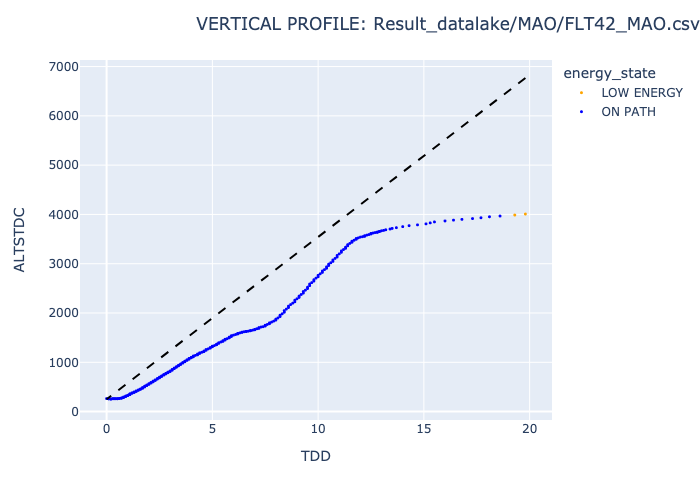 VERTICAL PROFILE: Result_datalake/MAO/FLT42_MAO.csv
energy_state
LOW ENERGY
ON PATH
ALTSTDC
7000
6000
5000
4000
3000
2000
1000
0
0
5
10
15
20
TDD